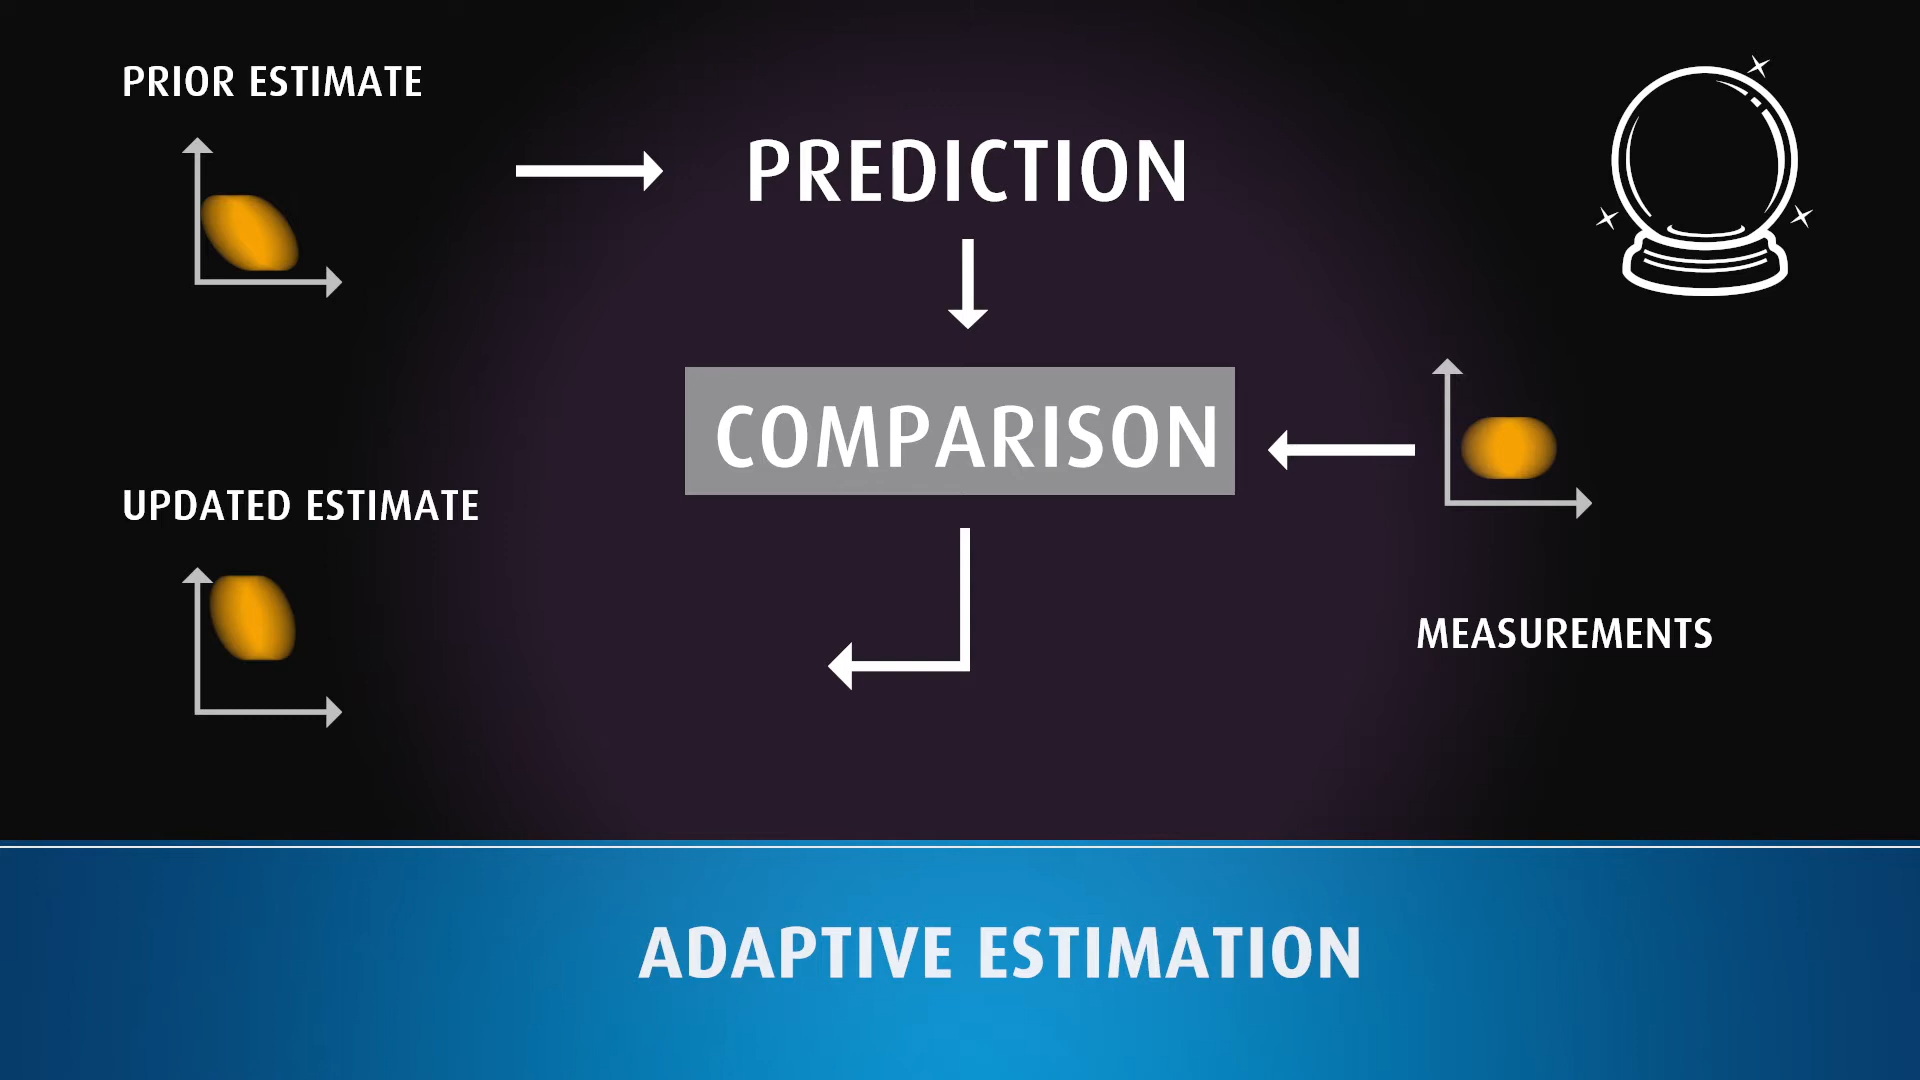 PRIOR ESTIMATE
PREDICTION
COMPARISON
UPDATED ESTIMATE
MEASUREMENTS
ADAPTIVE ESTIMATION